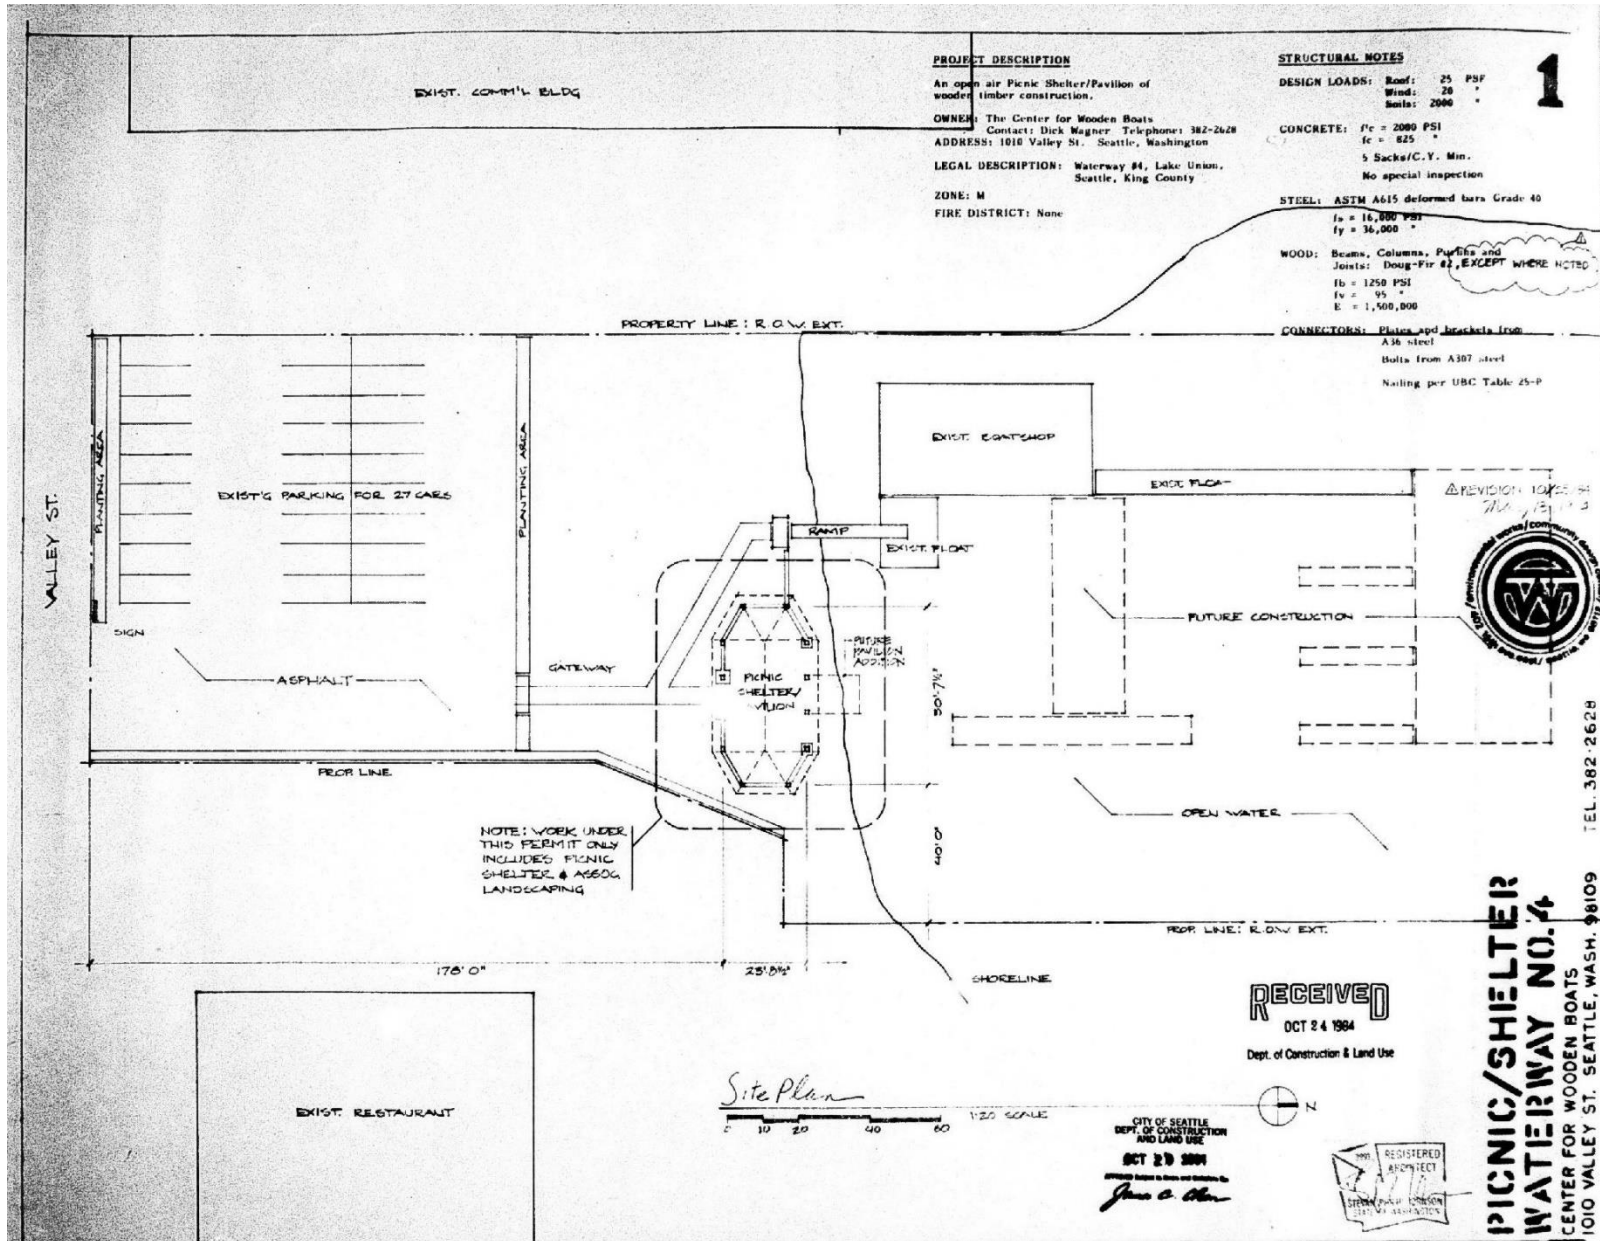 EXIST. COMM'L BLDG
PROJECT DESCRIPTION
An open air Picnic Shelter/Pavilion of
wooden timber construction.
OWNER: The Center for Wooden Boats
Contact: Dick Wagner Telephone: 382-2628
ADDRESS: 1010 Valley St. Seattle, Washington
LEGAL DESCRIPTION: Waterway #4, Lake Union,
Seattle, King County
ZONE: M
FIRE DISTRICT: None
STRUCTURAL NOTES
DESIGN LOADS: Roof: 25 PSF
Wind: 20 "
Soils: 2000 "
CONCRETE: f'c = 2000 PSI
fc = 825 "
5 Sacks/C.Y. Min.
No special inspection
STEEL: ASTM A615 deformed bars Grade 40
fs = 16,000 PSI
fy = 36,000 "
WOOD: Beams, Columns, Purlins and
Joists: Doug-Fir #2, EXCEPT WHERE NOTED
fb = 1250 PSI
fv = 95 "
E = 1,500,000
CONNECTORS: Plates and brackets from
A36 steel
Bolts from A307 steel
Nailing per UBC Table 25-P
1
PROPERTY LINE: R.O.W. EXT.
VALLEY ST.
PLANTING AREA
EXIST'G PARKING FOR 27 CARS
PLANTING AREA
SIGN
ASPHALT
GATEWAY
PROP. LINE
EXIST. BOATSHOP
EXIST. FLOAT
RAMP
EXIST. FLOAT
REVISION
FUTURE CONSTRUCTION
PICNIC
SHELTER/
FUTURE
PAVILION
ADDITION
50'-7½"
40'-0"
OPEN WATER
NOTE: WORK UNDER
THIS PERMIT ONLY
INCLUDES PICNIC
SHELTER & ASSOC.
LANDSCAPING
PROP. LINE: R.O.W. EXT.
178'0"
23'8½"
SHORELINE
EXIST. RESTAURANT
Site Plan
0 10 20 40 60
1:20 SCALE
N
RECEIVED
OCT 24 1984
Dept. of Construction & Land Use
CITY OF SEATTLE
DEPT. OF CONSTRUCTION
AND LAND USE
REGISTERED
ARCHITECT
STATE OF WASHINGTON
TEL. 382-2628
PICNIC/SHELTER
WATERWAY NO. 4
CENTER FOR WOODEN BOATS
1010 VALLEY ST. SEATTLE, WASH. 98109